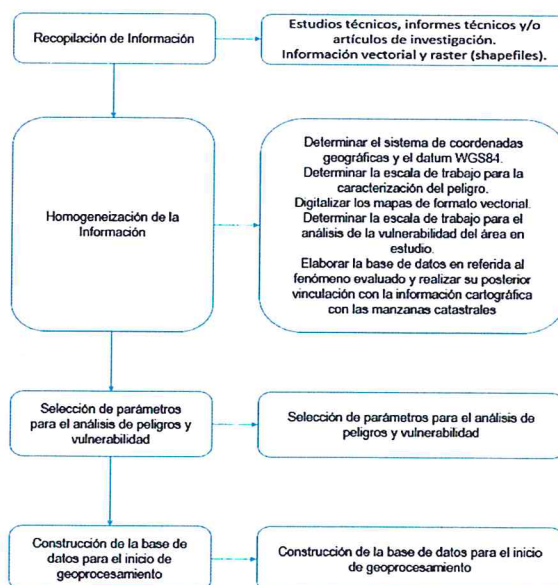 Recopilación de Información
Estudios técnicos, informes técnicos y/o
artículos de investigación.
Información vectorial y raster (shapefiles).
Homogeneización de la
Información
Determinar el sistema de coordenadas
geográficas y el datum WGS84.
Determinar la escala de trabajo para la
caracterización del peligro.
Digitalizar los mapas de formato vectorial.
Determinar la escala de trabajo para el
análisis de la vulnerabilidad del área en
estudio.
Elaborar la base de datos en referida al
fenómeno evaluado y realizar su posterior
vinculación con la información cartográfica
con las manzanas catastrales
Selección de parámetros
para el análisis de peligros y
vulnerabilidad
Selección de parámetros para el análisis de
peligros y vulnerabilidad
Construcción de la base de
datos para el inicio de
geoprocesamiento
Construcción de la base de datos para el inicio
de geoprocesamiento